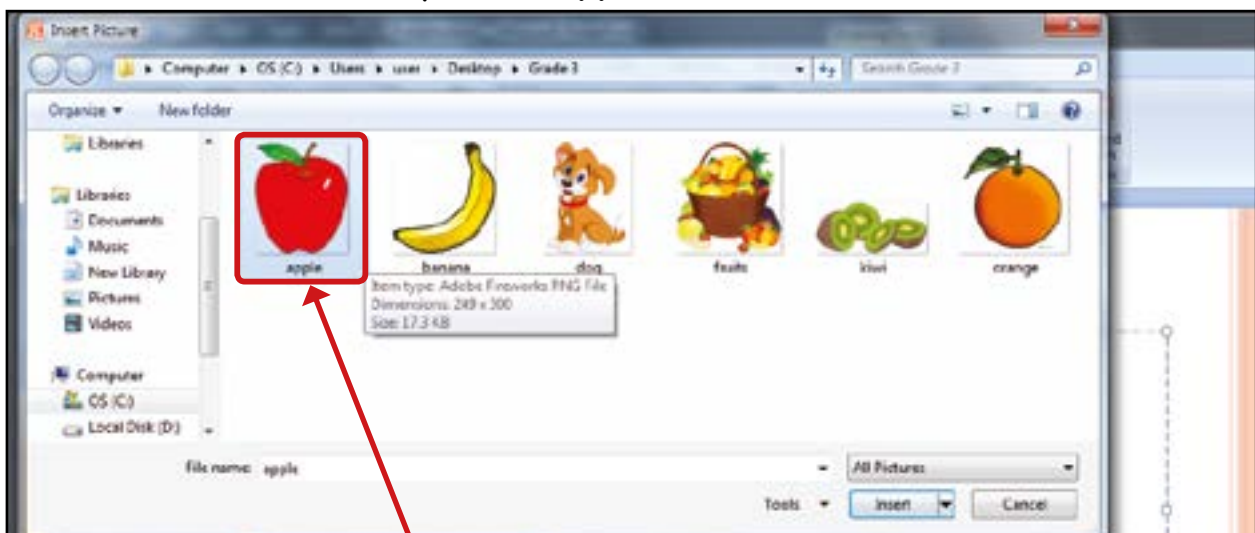 Insert Picture
Computer ▸ OS (C:) ▸ Users ▸ user ▸ Desktop ▸ Grade 3
Search Grade 3
Organize
New folder
Libraries
Libraries
Documents
Music
New Library
Pictures
Videos
Computer
OS (C:)
Local Disk (D:)
apple
banana
dog
fruits
kiwi
orange
Item type: Adobe Fireworks PNG File
Dimensions: 249 x 300
Size: 17.3 KB
File name: apple
All Pictures
Tools
Insert
Cancel